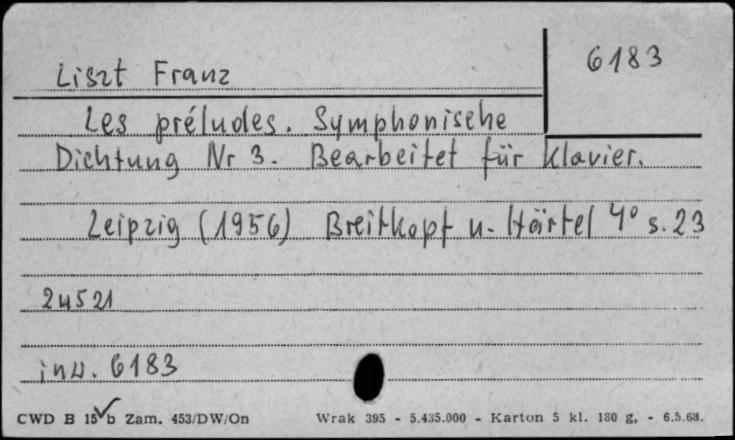 6183
Liszt Franz
Les préludes. Symphonische
Dichtung Nr 3. Bearbeitet für Klavier.
Leipzig (1956) Breitkopf u. Härtel 4° s. 23
24521
inw. 6183
CWD B 15 b Zam. 453/DW/On Wrak 395 - 5.435.000 - Karton 5 kl. 180 g. - 6.5.68.